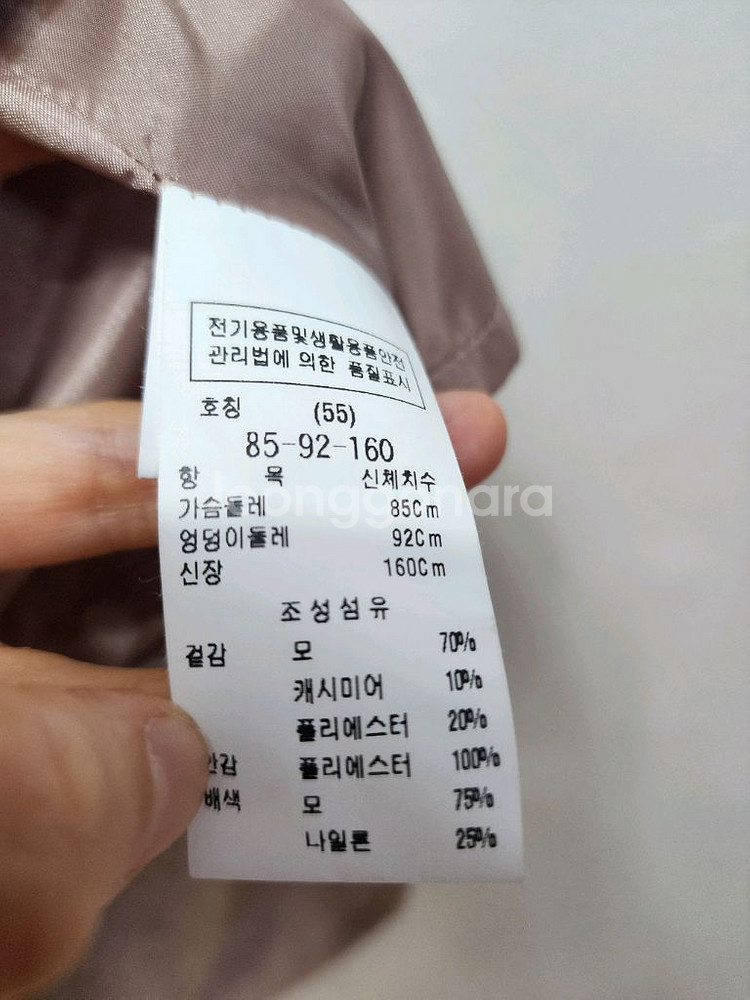 전기용품및생활용품안전
관리법에 의한 품질표시
호칭 (55)
85-92-160
항 목 신체치수
가슴둘레 85Cm
엉덩이둘레 92Cm
신장 160Cm
조성섬유
겉감 모 70%
캐시미어 10%
폴리에스터 20%
안감 폴리에스터 100%
배색 모 75%
나일론 25%